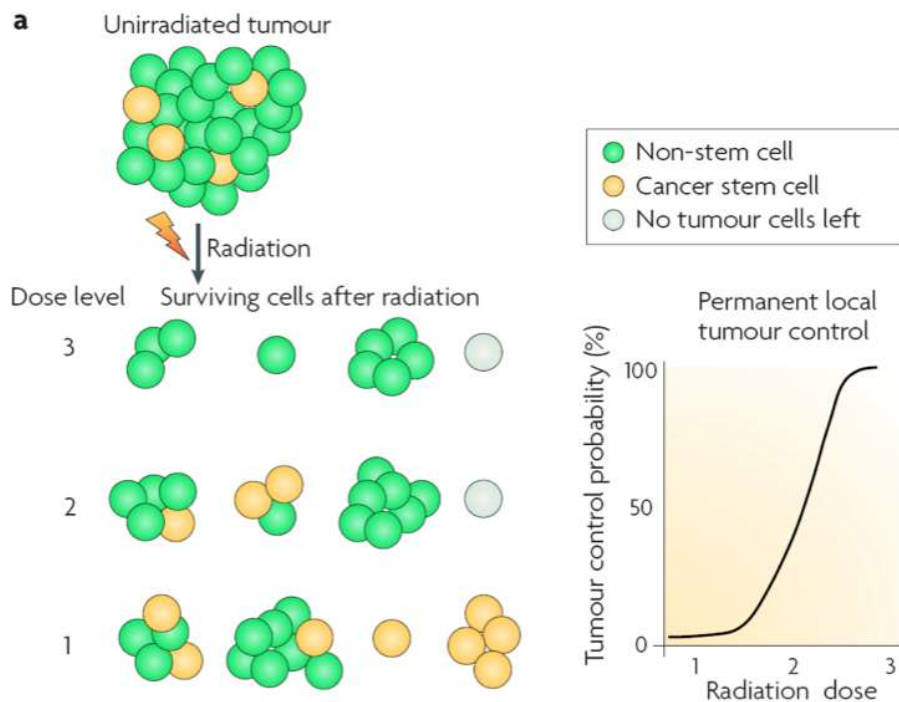 a
Unirradiated tumour
Non-stem cell
Cancer stem cell
No tumour cells left
Radiation
Dose level
Surviving cells after radiation
3
2
1
Permanent local
tumour control
Tumour control probability (%)
100
50
0
1
2
3
Radiation dose